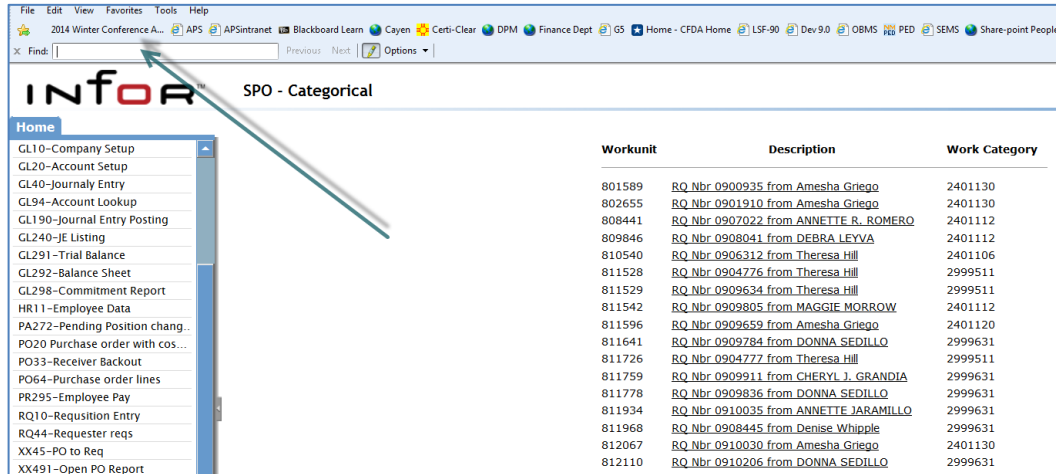 File Edit View Favorites Tools Help
2014 Winter Conference A... APS APSintranet Blackboard Learn Cayen Certi-Clear DPM Finance Dept G5 Home - CFDA Home LSF-90 Dev 9.0 OBMS PED SEMS Share-point People
x Find: Previous Next Options
infor™ SPO - Categorical
Home
GL10-Company Setup
GL20-Account Setup
GL40-Journaly Entry
GL94-Account Lookup
GL190-Journal Entry Posting
GL240-JE Listing
GL291-Trial Balance
GL292-Balance Sheet
GL298-Commitment Report
HR11-Employee Data
PA272-Pending Position chang..
PO20 Purchase order with cos...
PO33-Receiver Backout
PO64-Purchase order lines
PR295-Employee Pay
RQ10-Requsition Entry
RQ44-Requester reqs
XX45-PO to Req
XX491-Open PO Report
Workunit Description Work Category
801589 RQ Nbr 0900935 from Amesha Griego 2401130
802655 RQ Nbr 0901910 from Amesha Griego 2401130
808441 RQ Nbr 0907022 from ANNETTE R. ROMERO 2401112
809846 RQ Nbr 0908041 from DEBRA LEYVA 2401112
810540 RQ Nbr 0906312 from Theresa Hill 2401106
811528 RQ Nbr 0904776 from Theresa Hill 2999511
811529 RQ Nbr 0909634 from Theresa Hill 2999511
811542 RQ Nbr 0909805 from MAGGIE MORROW 2401112
811596 RQ Nbr 0909659 from Amesha Griego 2401120
811641 RQ Nbr 0909784 from DONNA SEDILLO 2999631
811726 RQ Nbr 0904777 from Theresa Hill 2999511
811759 RQ Nbr 0909911 from CHERYL J. GRANDIA 2999631
811778 RQ Nbr 0909836 from DONNA SEDILLO 2999631
811934 RQ Nbr 0910035 from ANNETTE JARAMILLO 2999631
811968 RQ Nbr 0908445 from Denise Whipple 2999631
812067 RQ Nbr 0910030 from Amesha Griego 2401130
812110 RQ Nbr 0910206 from DONNA SEDILLO 2999631